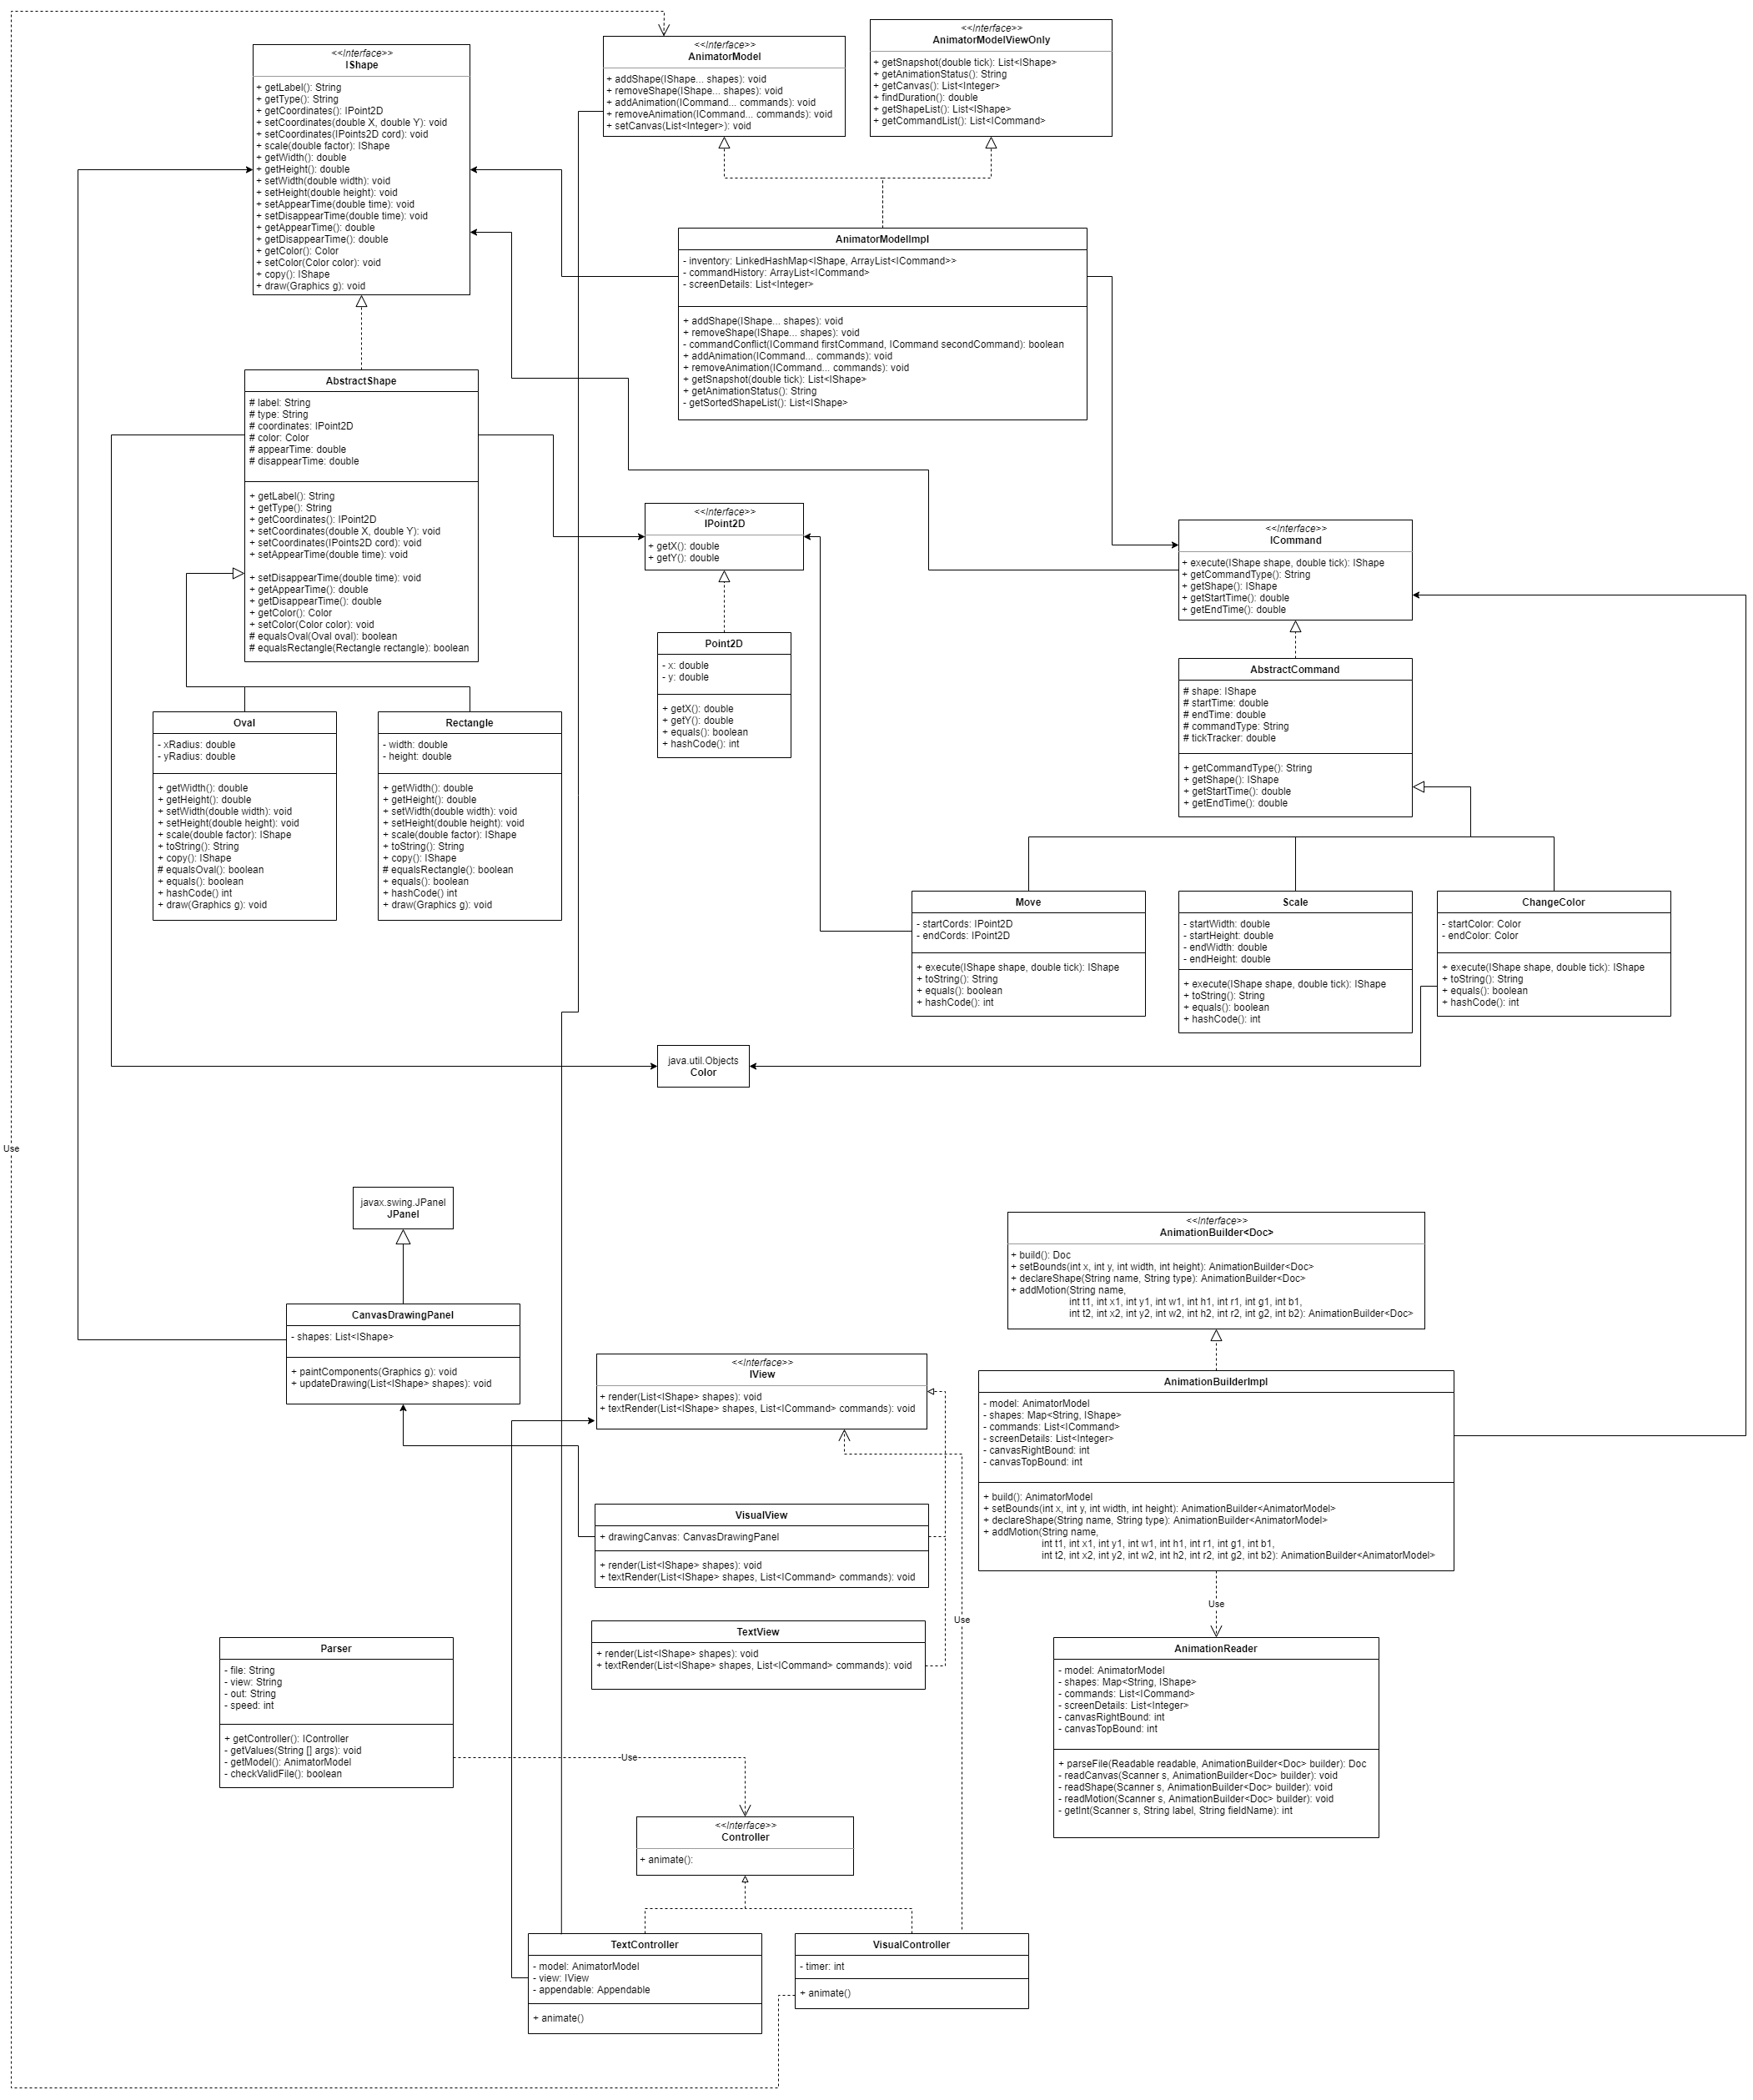 <<Interface>>
IShape
+ getLabel(): String
+ getType(): String
+ getCoordinates(): IPoint2D
+ setCoordinates(double X, double Y): void
+ setCoordinates(IPoints2D cord): void
+ scale(double factor): IShape
+ getWidth(): double
+ getHeight(): double
+ setWidth(double width): void
+ setHeight(double height): void
+ setAppearTime(double time): void
+ setDisappearTime(double time): void
+ getAppearTime(): double
+ getDisappearTime(): double
+ getColor(): Color
+ setColor(Color color): void
+ copy(): IShape
+ draw(Graphics g): void
<<Interface>>
AnimatorModel
+ addShape(IShape... shapes): void
+ removeShape(IShape... shapes): void
+ addAnimation(ICommand... commands): void
+ removeAnimation(ICommand... commands): void
+ setCanvas(List<Integer>): void
<<Interface>>
AnimatorModelViewOnly
+ getSnapshot(double tick): List<IShape>
+ getAnimationStatus(): String
+ getCanvas(): List<Integer>
+ findDuration(): double
+ getShapeList(): List<IShape>
+ getCommandList(): List<ICommand>
AnimatorModelImpl
- inventory: LinkedHashMap<IShape, ArrayList<ICommand>>
- commandHistory: ArrayList<ICommand>
- screenDetails: List<Integer>
+ addShape(IShape... shapes): void
+ removeShape(IShape... shapes): void
- commandConflict(ICommand firstCommand, ICommand secondCommand): boolean
+ addAnimation(ICommand... commands): void
+ removeAnimation(ICommand... commands): void
+ getSnapshot(double tick): List<IShape>
+ getAnimationStatus(): String
- getSortedShapeList(): List<IShape>
AbstractShape
# label: String
# type: String
# coordinates: IPoint2D
# color: Color
# appearTime: double
# disappearTime: double
+ getLabel(): String
+ getType(): String
+ getCoordinates(): IPoint2D
+ setCoordinates(double X, double Y): void
+ setCoordinates(IPoints2D cord): void
+ setAppearTime(double time): void
+ setDisappearTime(double time): void
+ getAppearTime(): double
+ getDisappearTime(): double
+ getColor(): Color
+ setColor(Color color): void
# equalsOval(Oval oval): boolean
# equalsRectangle(Rectangle rectangle): boolean
<<Interface>>
IPoint2D
+ getX(): double
+ getY(): double
<<Interface>>
ICommand
+ execute(IShape shape, double tick): IShape
+ getCommandType(): String
+ getShape(): IShape
+ getStartTime(): double
+ getEndTime(): double
Point2D
- x: double
- y: double
+ getX(): double
+ getY(): double
+ equals(): boolean
+ hashCode(): int
AbstractCommand
# shape: IShape
# startTime: double
# endTime: double
# commandType: String
# tickTracker: double
+ getCommandType(): String
+ getShape(): IShape
+ getStartTime(): double
+ getEndTime(): double
Oval
- xRadius: double
- yRadius: double
+ getWidth(): double
+ getHeight(): double
+ setWidth(double width): void
+ setHeight(double height): void
+ scale(double factor): IShape
+ toString(): String
+ copy(): IShape
# equalsOval(): boolean
+ equals(): boolean
+ hashCode() int
+ draw(Graphics g): void
Rectangle
- width: double
- height: double
+ getWidth(): double
+ getHeight(): double
+ setWidth(double width): void
+ setHeight(double height): void
+ scale(double factor): IShape
+ toString(): String
+ copy(): IShape
# equalsRectangle(): boolean
+ equals(): boolean
+ hashCode() int
+ draw(Graphics g): void
Move
- startCords: IPoint2D
- endCords: IPoint2D
+ execute(IShape shape, double tick): IShape
+ toString(): String
+ equals(): boolean
+ hashCode(): int
Scale
- startWidth: double
- startHeight: double
- endWidth: double
- endHeight: double
+ execute(IShape shape, double tick): IShape
+ toString(): String
+ equals(): boolean
+ hashCode(): int
ChangeColor
- startColor: Color
- endColor: Color
+ execute(IShape shape, double tick): IShape
+ toString(): String
+ equals(): boolean
+ hashCode(): int
java.util.Objects
Color
Use
javax.swing.JPanel
JPanel
<<Interface>>
AnimationBuilder<Doc>
+ build(): Doc
+ setBounds(int x, int y, int width, int height): AnimationBuilder<Doc>
+ declareShape(String name, String type): AnimationBuilder<Doc>
+ addMotion(String name,
int t1, int x1, int y1, int w1, int h1, int r1, int g1, int b1,
int t2, int x2, int y2, int w2, int h2, int r2, int g2, int b2): AnimationBuilder<Doc>
CanvasDrawingPanel
- shapes: List<IShape>
+ paintComponents(Graphics g): void
+ updateDrawing(List<IShape> shapes): void
<<Interface>>
IView
+ render(List<IShape> shapes): void
+ textRender(List<IShape> shapes, List<ICommand> commands): void
AnimationBuilderImpl
- model: AnimatorModel
- shapes: Map<String, IShape>
- commands: List<ICommand>
- screenDetails: List<Integer>
- canvasRightBound: int
- canvasTopBound: int
+ build(): AnimatorModel
+ setBounds(int x, int y, int width, int height): AnimationBuilder<AnimatorModel>
+ declareShape(String name, String type): AnimationBuilder<AnimatorModel>
+ addMotion(String name,
int t1, int x1, int y1, int w1, int h1, int r1, int g1, int b1,
int t2, int x2, int y2, int w2, int h2, int r2, int g2, int b2): AnimationBuilder<AnimatorModel>
VisualView
+ drawingCanvas: CanvasDrawingPanel
+ render(List<IShape> shapes): void
+ textRender(List<IShape> shapes, List<ICommand> commands): void
Use
Use
TextView
+ render(List<IShape> shapes): void
+ textRender(List<IShape> shapes, List<ICommand> commands): void
Parser
- file: String
- view: String
- out: String
- speed: int
+ getController(): IController
- getValues(String [] args): void
- getModel(): AnimatorModel
- checkValidFile(): boolean
Use
AnimationReader
- model: AnimatorModel
- shapes: Map<String, IShape>
- commands: List<ICommand>
- screenDetails: List<Integer>
- canvasRightBound: int
- canvasTopBound: int
+ parseFile(Readable readable, AnimationBuilder<Doc> builder): Doc
- readCanvas(Scanner s, AnimationBuilder<Doc> builder): void
- readShape(Scanner s, AnimationBuilder<Doc> builder): void
- readMotion(Scanner s, AnimationBuilder<Doc> builder): void
- getInt(Scanner s, String label, String fieldName): int
<<Interface>>
Controller
+ animate():
TextController
- model: AnimatorModel
- view: IView
- appendable: Appendable
+ animate()
VisualController
- timer: int
+ animate()